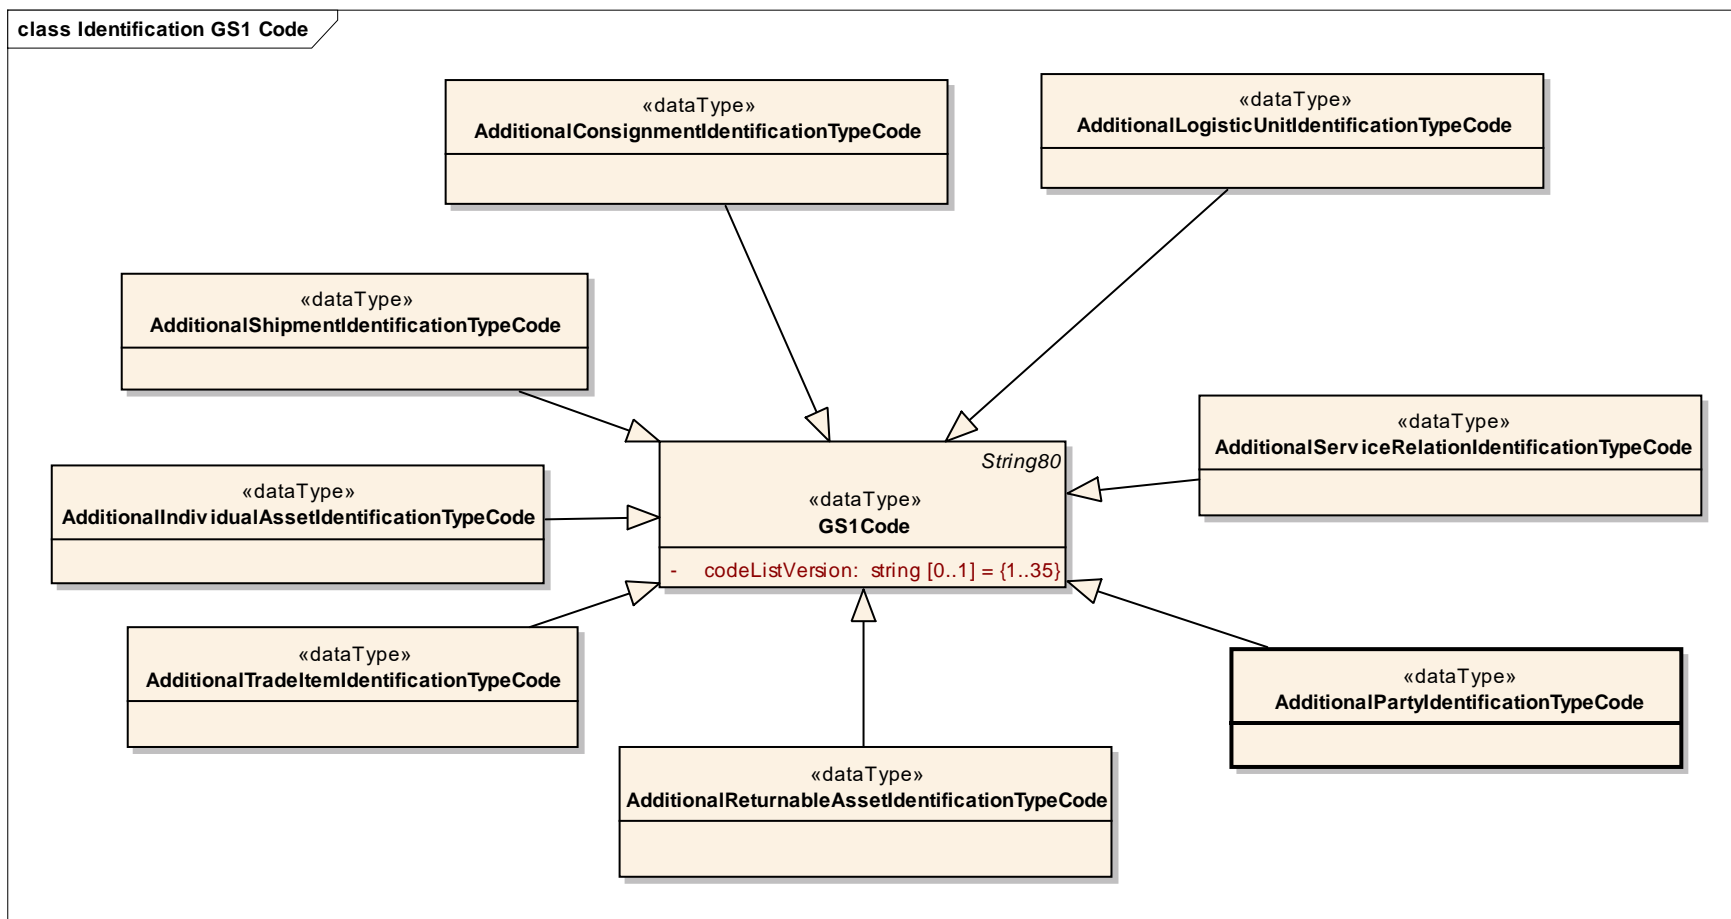 class Identification GS1 Code
«dataType»
AdditionalConsignmentIdentificationTypeCode
«dataType»
AdditionalLogisticUnitIdentificationTypeCode
«dataType»
AdditionalShipmentIdentificationTypeCode
«dataType»
AdditionalServiceRelationIdentificationTypeCode
String80
«dataType»
GS1Code
- codeListVersion: string [0..1] = {1..35}
«dataType»
AdditionalIndividualAssetIdentificationTypeCode
«dataType»
AdditionalTradeItemIdentificationTypeCode
«dataType»
AdditionalPartyIdentificationTypeCode
«dataType»
AdditionalReturnableAssetIdentificationTypeCode